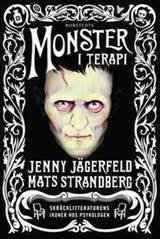 NORSTEDTS
MONSTER
I TERAPI
JENNY JÄGERFELD
MATS STRANDBERG
SKRÄCKLITTERATURENS
IKONER HOS PSYKOLOGEN